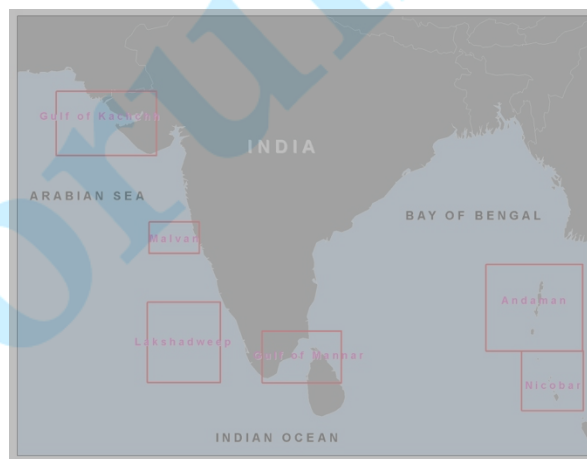 Gulf of Kachchh
INDIA
ARABIAN SEA
BAY OF BENGAL
Malvan
Andaman
Lakshadweep
Gulf of Mannar
Nicobar
INDIAN OCEAN